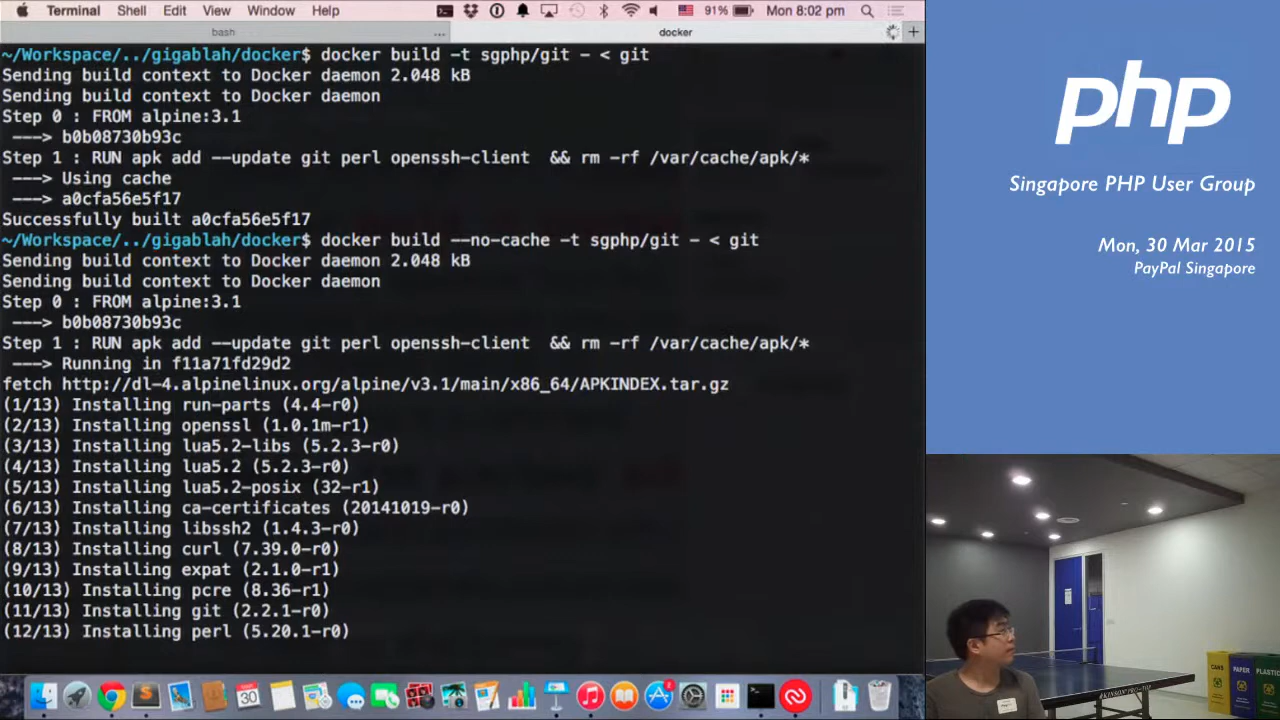 Terminal Shell Edit View Window Help 91% Mon 8:02 pm
bash docker
~/Workspace/../gigablah/docker$ docker build -t sgphp/git - < git
Sending build context to Docker daemon 2.048 kB
Sending build context to Docker daemon
Step 0 : FROM alpine:3.1
---> b0b08730b93c
Step 1 : RUN apk add --update git perl openssh-client && rm -rf /var/cache/apk/*
---> Using cache
---> a0cfa56e5f17
Successfully built a0cfa56e5f17
~/Workspace/../gigablah/docker$ docker build --no-cache -t sgphp/git - < git
Sending build context to Docker daemon 2.048 kB
Sending build context to Docker daemon
Step 0 : FROM alpine:3.1
---> b0b08730b93c
Step 1 : RUN apk add --update git perl openssh-client && rm -rf /var/cache/apk/*
---> Running in f11a71fd29d2
fetch http://dl-4.alpinelinux.org/alpine/v3.1/main/x86_64/APKINDEX.tar.gz
(1/13) Installing run-parts (4.4-r0)
(2/13) Installing openssl (1.0.1m-r1)
(3/13) Installing lua5.2-libs (5.2.3-r0)
(4/13) Installing lua5.2 (5.2.3-r0)
(5/13) Installing lua5.2-posix (32-r1)
(6/13) Installing ca-certificates (20141019-r0)
(7/13) Installing libssh2 (1.4.3-r0)
(8/13) Installing curl (7.39.0-r0)
(9/13) Installing expat (2.1.0-r1)
(10/13) Installing pcre (8.36-r1)
(11/13) Installing git (2.2.1-r0)
(12/13) Installing perl (5.20.1-r0)
30
php
Singapore PHP User Group
Mon, 30 Mar 2015
PayPal Singapore
CANS PAPER PLASTIC